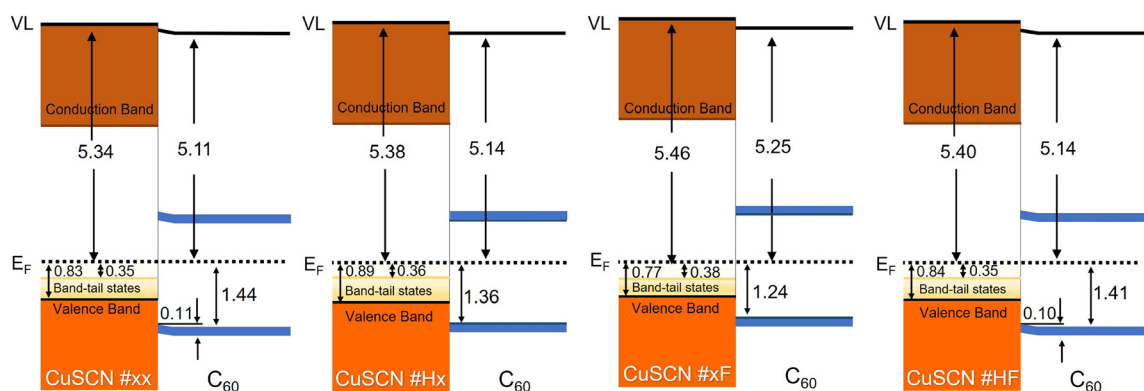 VL
Conduction Band
5.34
5.11
E_F
0.83
0.35
Band-tail states
1.44
Valence Band
0.11
CuSCN #xx
C₆₀
VL
Conduction Band
5.38
5.14
E_F
0.89
0.36
Band-tail states
1.36
Valence Band
CuSCN #Hx
C₆₀
VL
Conduction Band
5.46
5.25
E_F
0.77
0.38
Band-tail states
1.24
Valence Band
CuSCN #xF
C₆₀
VL
Conduction Band
5.40
5.14
E_F
0.84
0.35
Band-tail states
1.41
Valence Band
0.10
CuSCN #HF
C₆₀